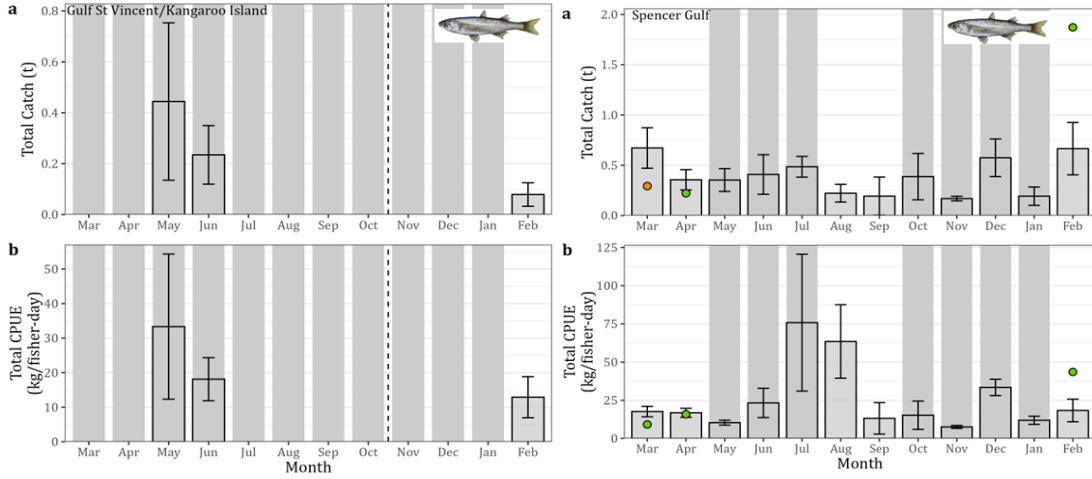 a
Gulf St Vincent/Kangaroo Island
Total Catch (t)
0.8
0.6
0.4
0.2
0.0
Mar Apr May Jun Jul Aug Sep Oct Nov Dec Jan Feb
b
Total CPUE
(kg/fisher-day)
50
40
30
20
10
0
Mar Apr May Jun Jul Aug Sep Oct Nov Dec Jan Feb
Month
a
Spencer Gulf
Total Catch (t)
2.0
1.5
1.0
0.5
0.0
Mar Apr May Jun Jul Aug Sep Oct Nov Dec Jan Feb
b
Total CPUE
(kg/fisher-day)
125
100
75
50
25
0
Mar Apr May Jun Jul Aug Sep Oct Nov Dec Jan Feb
Month